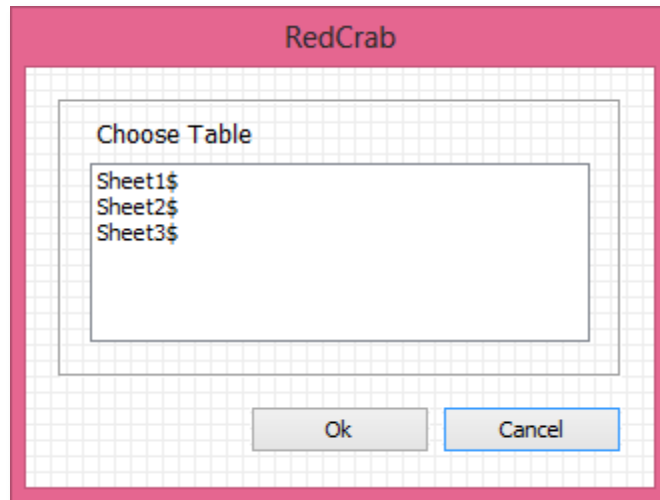 RedCrab
Choose Table
Sheet1$
Sheet2$
Sheet3$
Ok
Cancel